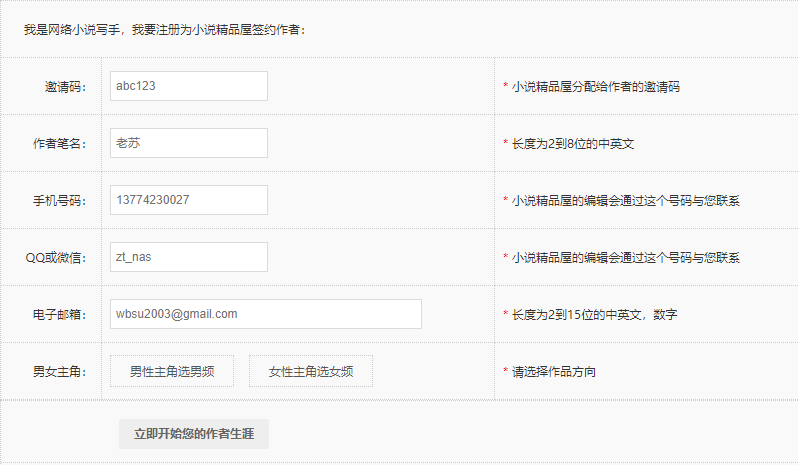 我是网络小说写手，我要注册为小说精品屋签约作者：
邀请码： abc123 * 小说精品屋分配给作者的邀请码
作者笔名： 老苏 * 长度为2到8位的中英文
手机号码： 13774230027 * 小说精品屋的编辑会通过这个号码与您联系
QQ或微信： zt_nas * 小说精品屋的编辑会通过这个号码与您联系
电子邮箱： wbsu2003@gmail.com * 长度为2到15位的中英文，数字
男女主角： 男性主角选男频 女性主角选女频 * 请选择作品方向
立即开始您的作者生涯